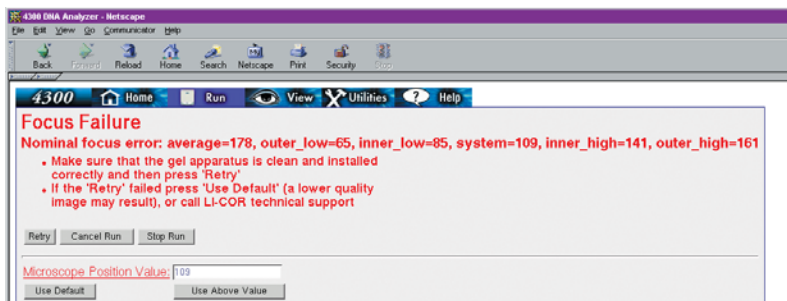 4300 DNA Analyzer - Netscape
File Edit View Go Communicator Help
Back Forward Reload Home Search Netscape Print Security Stop
4300 Home Run View Utilities Help
Focus Failure
Nominal focus error: average=178, outer_low=65, inner_low=85, system=109, inner_high=141, outer_high=161
• Make sure that the gel apparatus is clean and installed
correctly and then press 'Retry'
• If the 'Retry' failed press 'Use Default' (a lower quality
image may result), or call LI-COR technical support
Retry Cancel Run Stop Run
Microscope Position Value: 109
Use Default Use Above Value